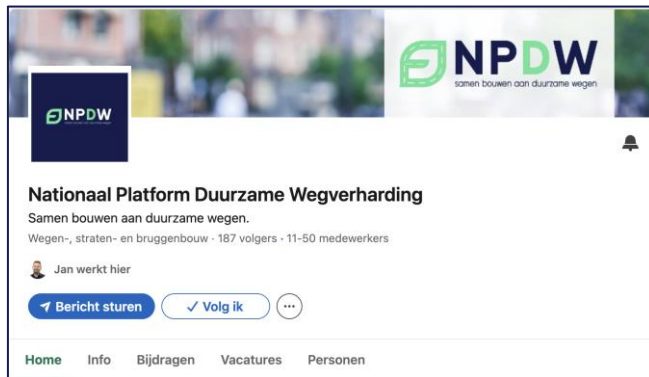 NPDW
samen bouwen aan duurzame wegen
NPDW
Nationaal Platform Duurzame Wegverharding
Samen bouwen aan duurzame wegen.
Wegen-, straten- en bruggenbouw · 187 volgers · 11-50 medewerkers
Jan werkt hier
Bericht sturen ✓ Volg ik ···
Home Info Bijdragen Vacatures Personen